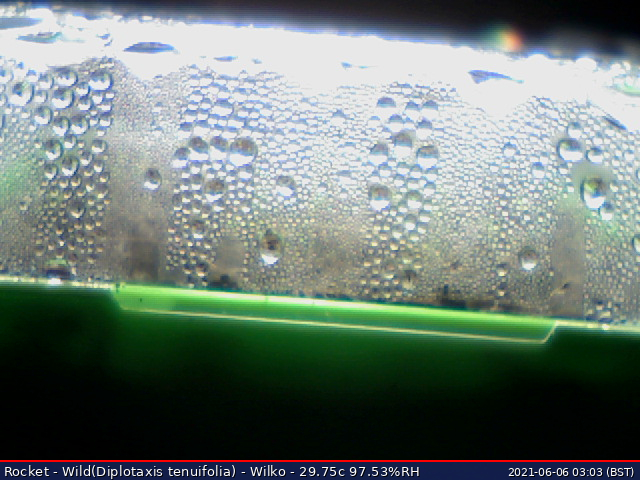 Rocket - Wild(Diplotaxis tenuifolia) - Wilko - 29.75c 97.53%RH 2021-06-06 03:03 (BST)